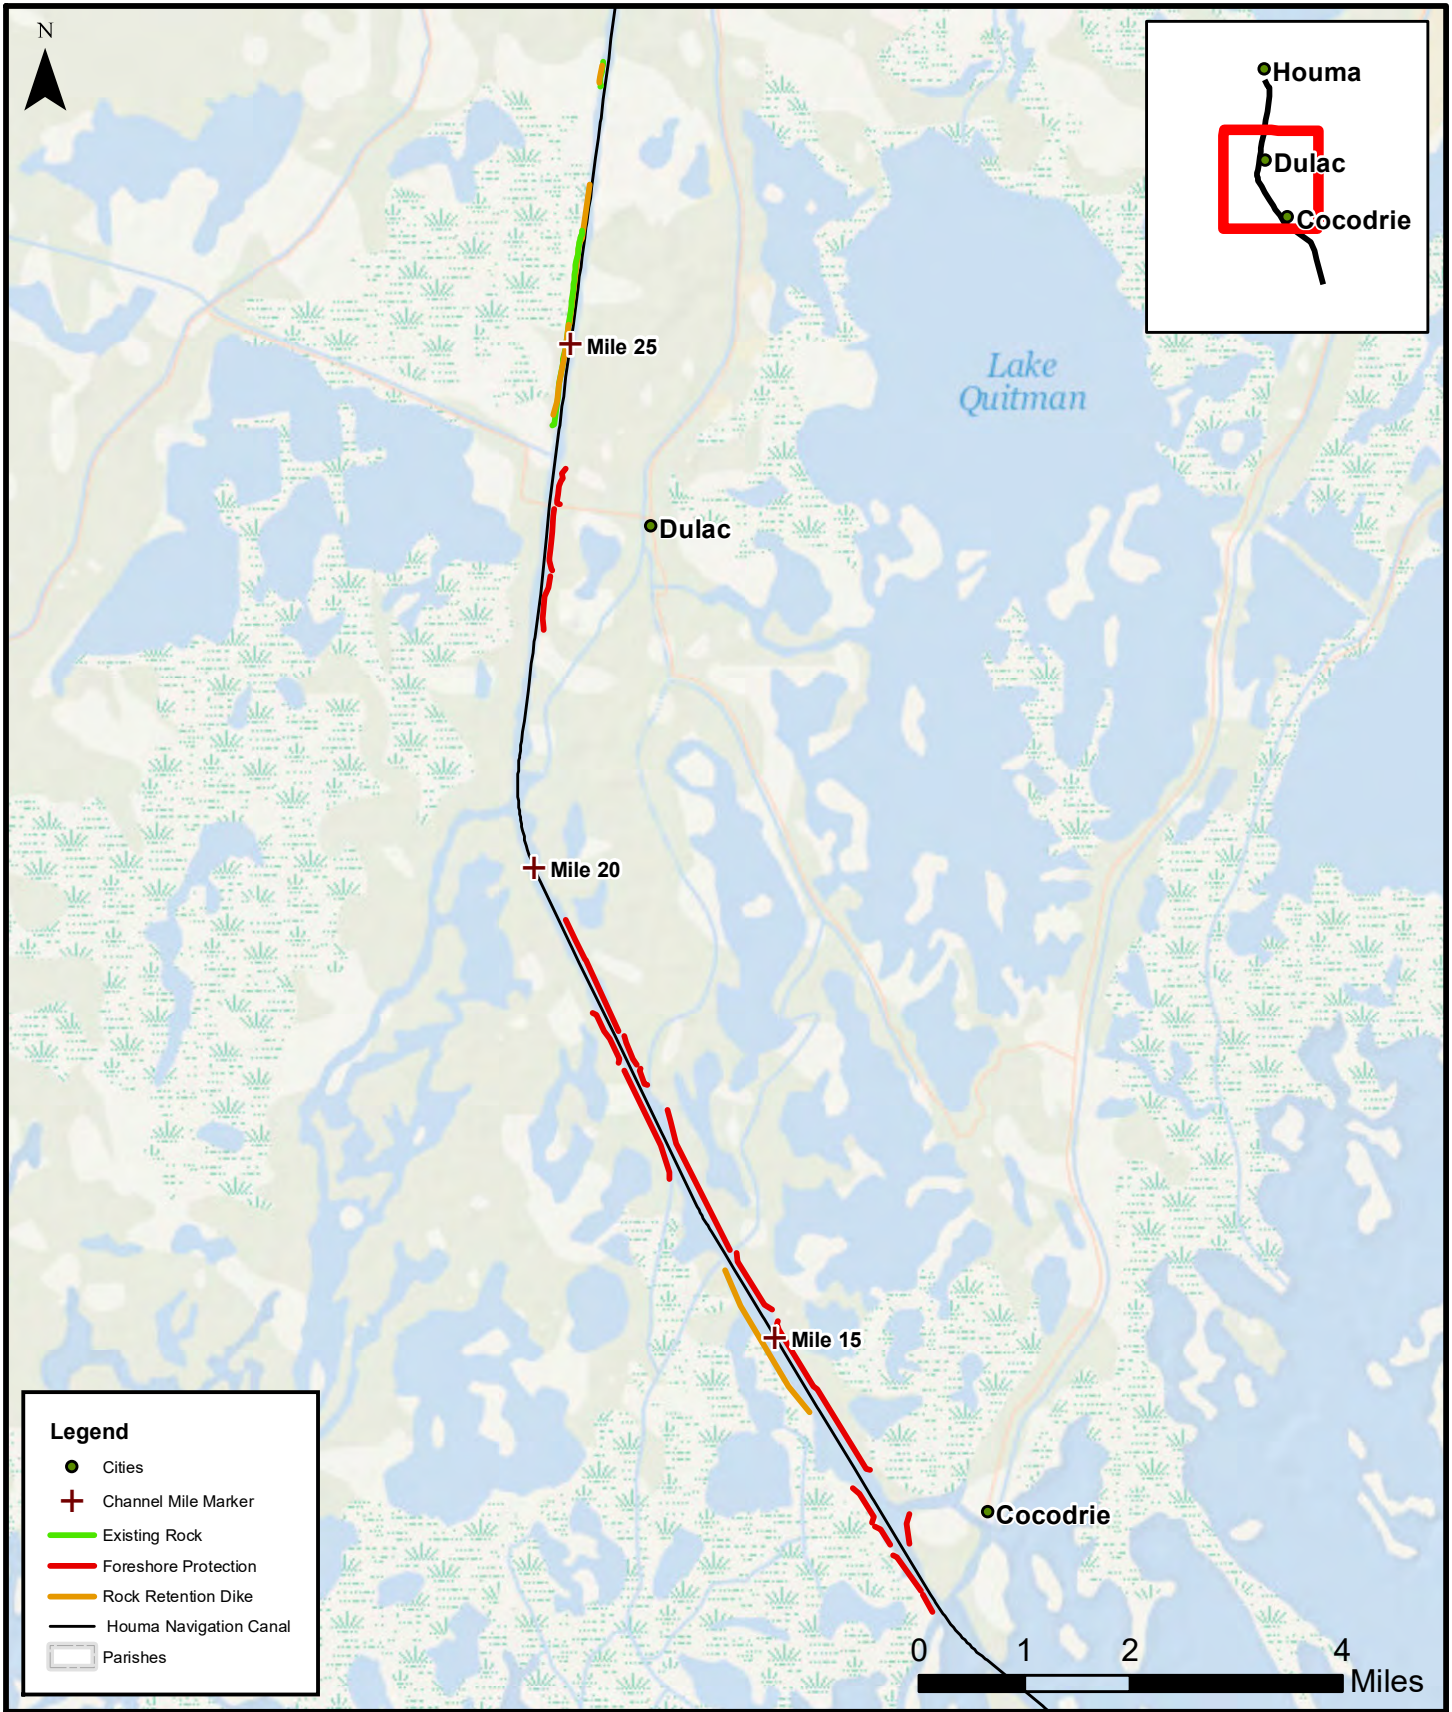 N
Houma
Dulac
Cocodrie
Mile 25
Lake
Quitman
Dulac
Mile 20
Mile 15
Cocodrie
Legend
Cities
Channel Mile Marker
Existing Rock
Foreshore Protection
Rock Retention Dike
Houma Navigation Canal
Parishes
0 1 2 4
Miles